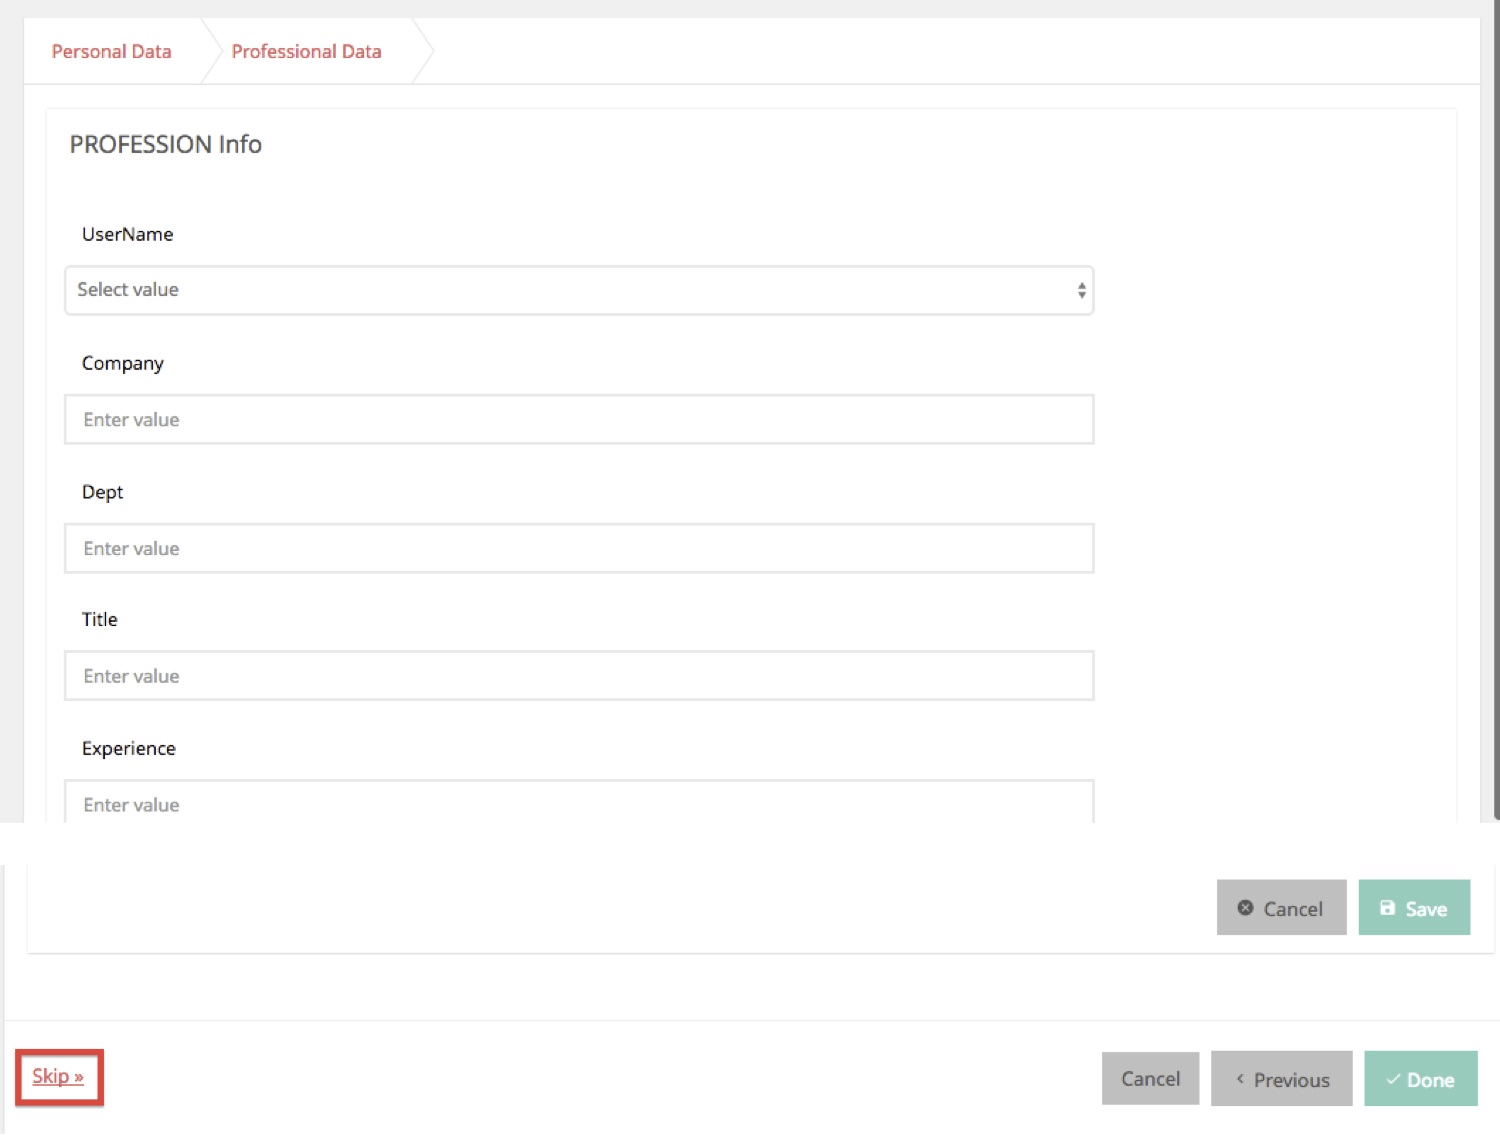 Personal Data
Professional Data
PROFESSION Info
UserName
Select value
Company
Enter value
Dept
Enter value
Title
Enter value
Experience
Enter value
Cancel
Save
Skip »
Cancel
‹ Previous
Done